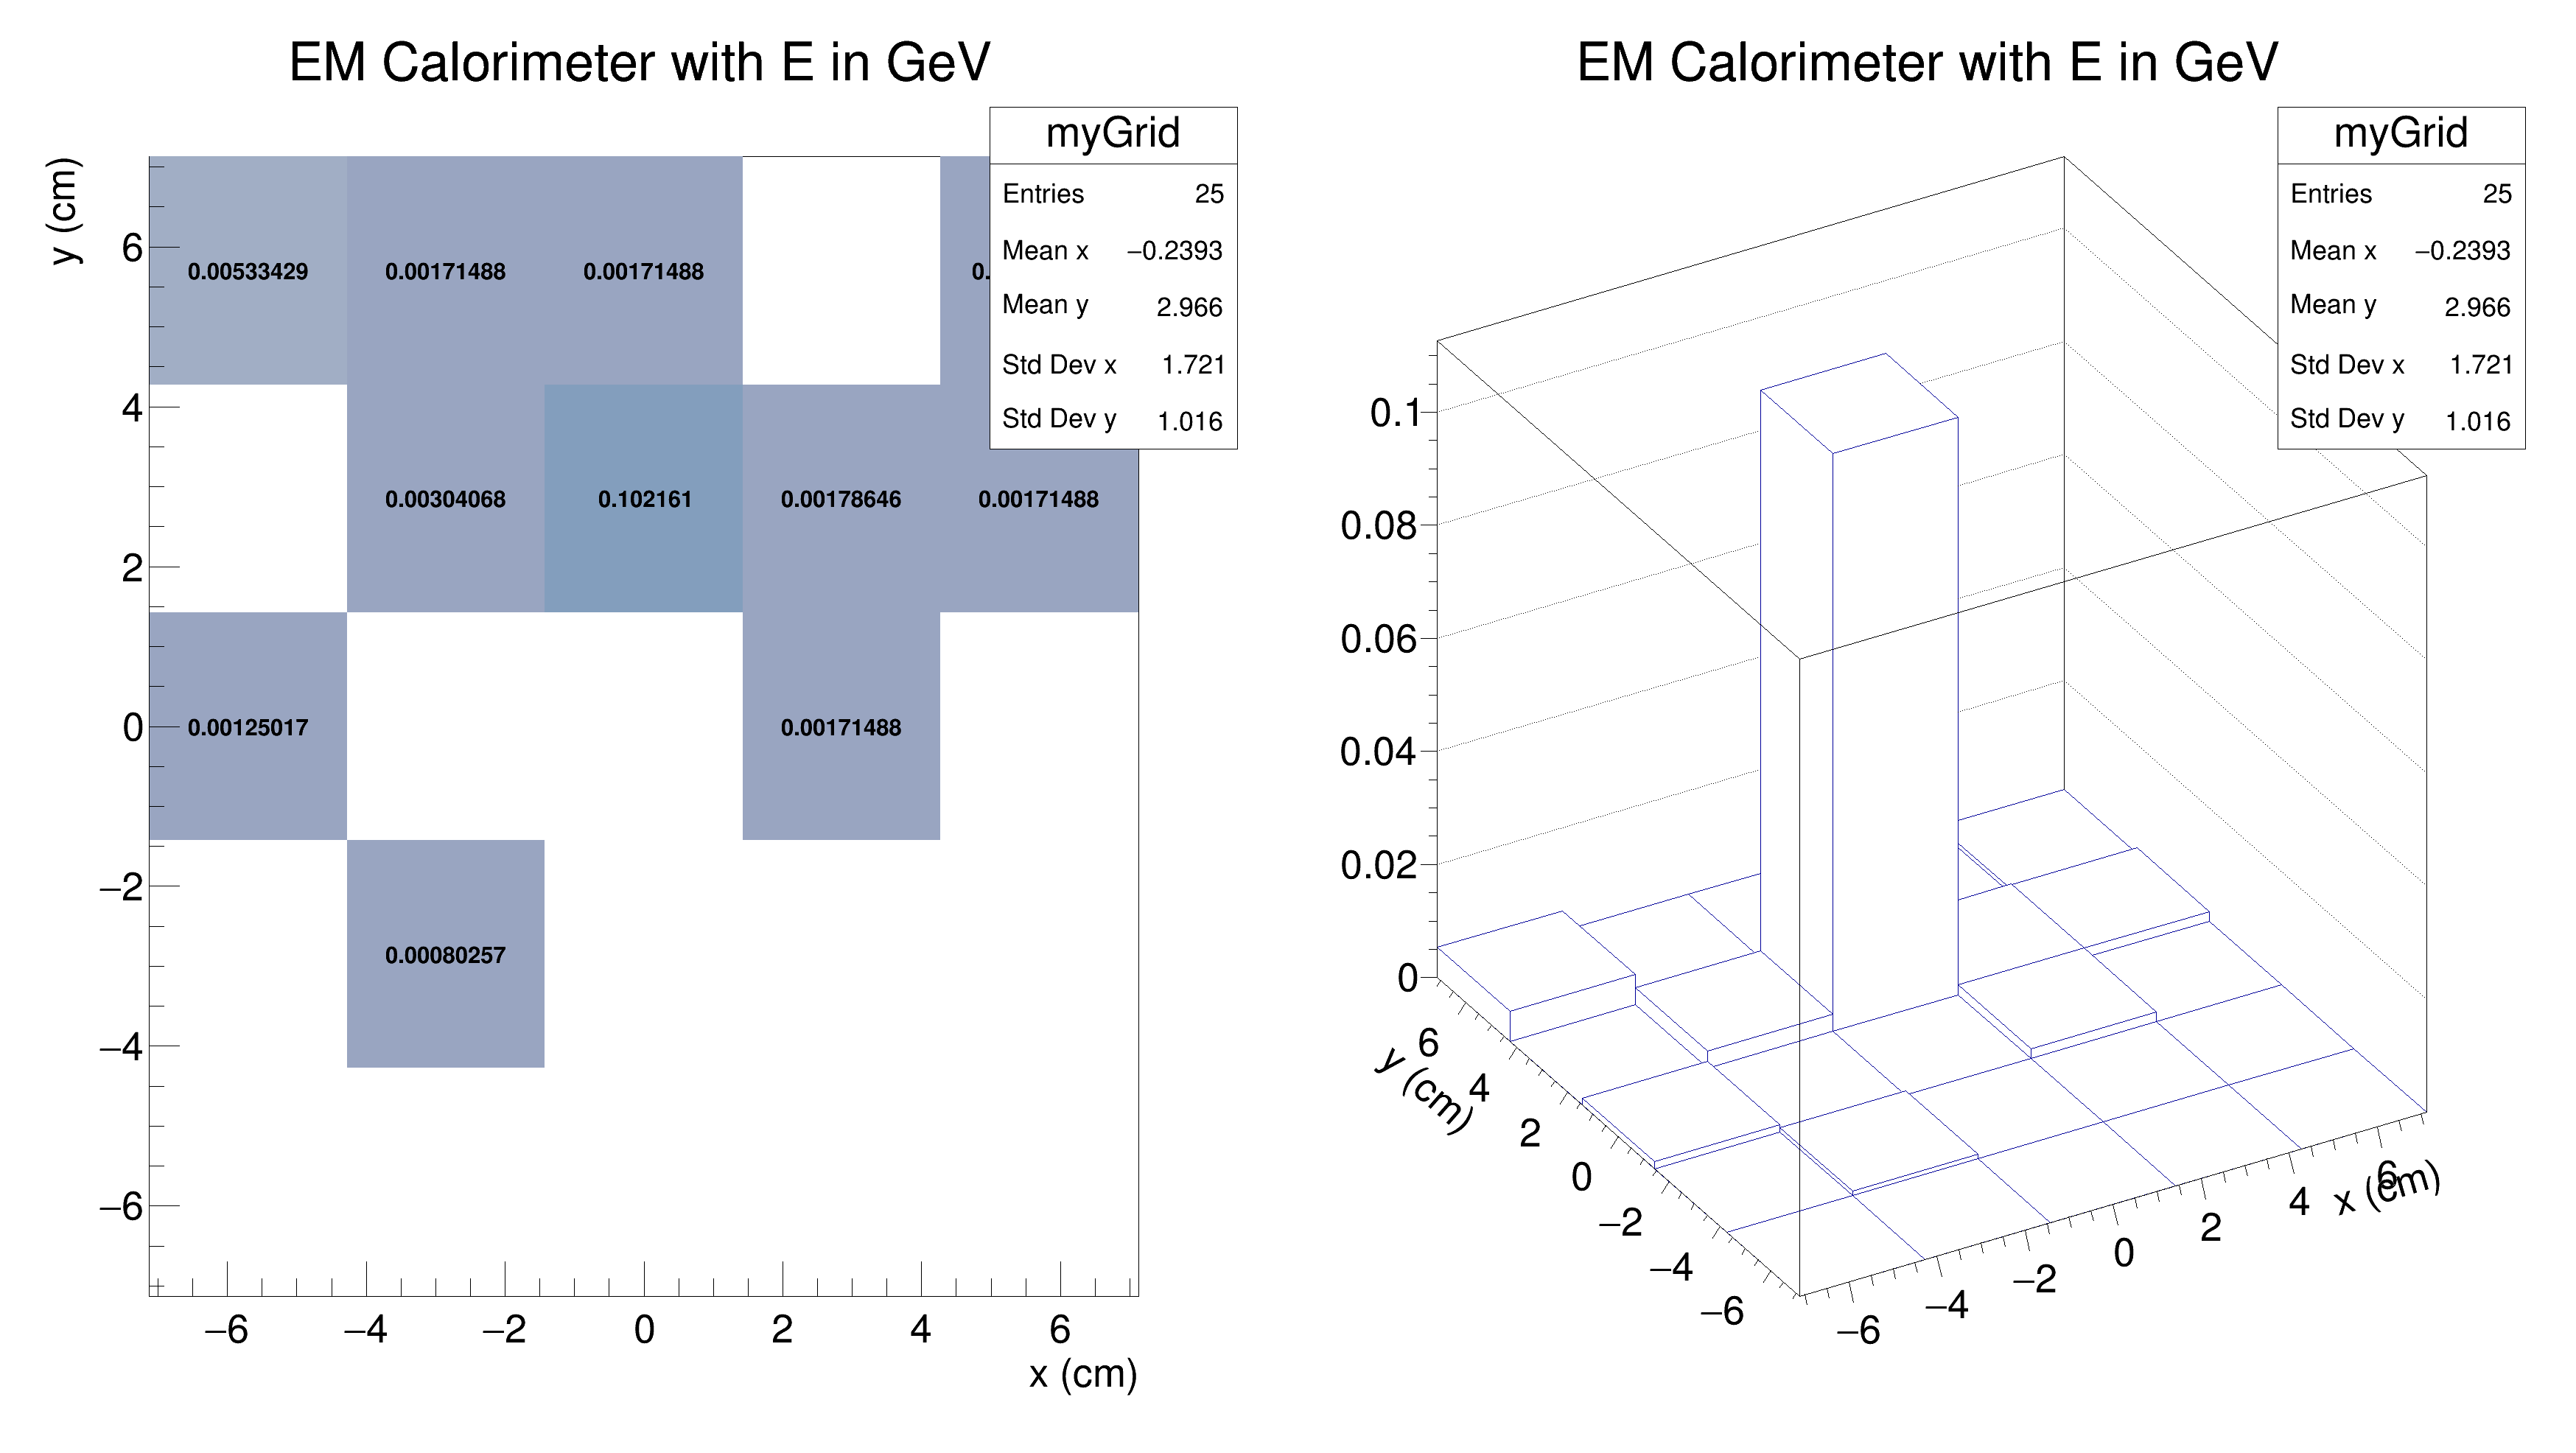 EM Calorimeter with E in GeV
myGrid
Entries 25
Mean x −0.2393
Mean y 2.966
Std Dev x 1.721
Std Dev y 1.016
y (cm)
6
4
2
0
−2
−4
−6
0.00533429 0.00171488 0.00171488 0.
0.00304068 0.102161 0.00178646 0.00171488
0.00125017 0.00171488
0.00080257
−6 −4 −2 0 2 4 6
x (cm)
EM Calorimeter with E in GeV
myGrid
Entries 25
Mean x −0.2393
Mean y 2.966
Std Dev x 1.721
Std Dev y 1.016
0.1
0.08
0.06
0.04
0.02
0
6
4
2
0
−2
−4
−6
y (cm)
−6 −4 −2 0 2 4 6
x (cm)